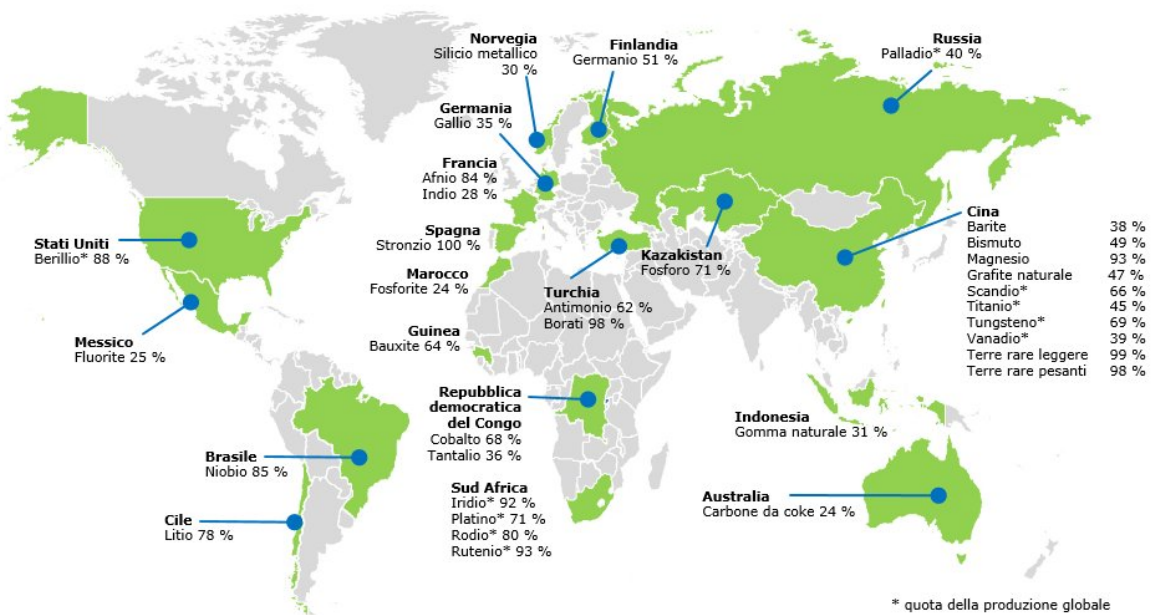 Norvegia
Silicio metallico
30 %
Finlandia
Germanio 51 %
Russia
Palladio* 40 %
Germania
Gallio 35 %
Francia
Afnio 84 %
Indio 28 %
Spagna
Stronzio 100 %
Marocco
Fosforite 24 %
Guinea
Bauxite 64 %
Stati Uniti
Berillio* 88 %
Messico
Fluorite 25 %
Turchia
Antimonio 62 %
Borati 98 %
Kazakistan
Fosforo 71 %
Cina
Barite 38 %
Bismuto 49 %
Magnesio 93 %
Grafite naturale 47 %
Scandio* 66 %
Titanio* 45 %
Tungsteno* 69 %
Vanadio* 39 %
Terre rare leggere 99 %
Terre rare pesanti 98 %
Repubblica
democratica
del Congo
Cobalto 68 %
Tantalio 36 %
Indonesia
Gomma naturale 31 %
Brasile
Niobio 85 %
Cile
Litio 78 %
Sud Africa
Iridio* 92 %
Platino* 71 %
Rodio* 80 %
Rutenio* 93 %
Australia
Carbone da coke 24 %
* quota della produzione globale